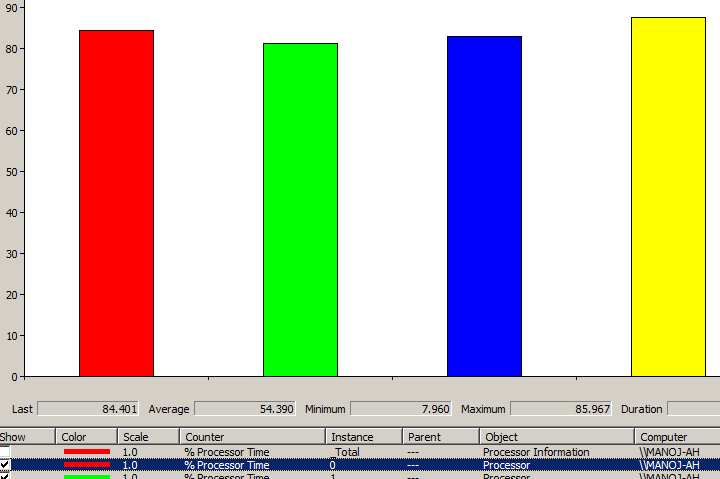 90
80
70
60
50
40
30
20
10
0
Last 84.401 Average 54.390 Minimum 7.960 Maximum 85.967 Duration
Show Color Scale Counter Instance Parent Object Computer
1.0 % Processor Time _Total --- Processor Information \\MANOJ-AH
1.0 % Processor Time 0 --- Processor \\MANOJ-AH
1.0 % Processor Time 1 --- Processor \\MANOJ-AH